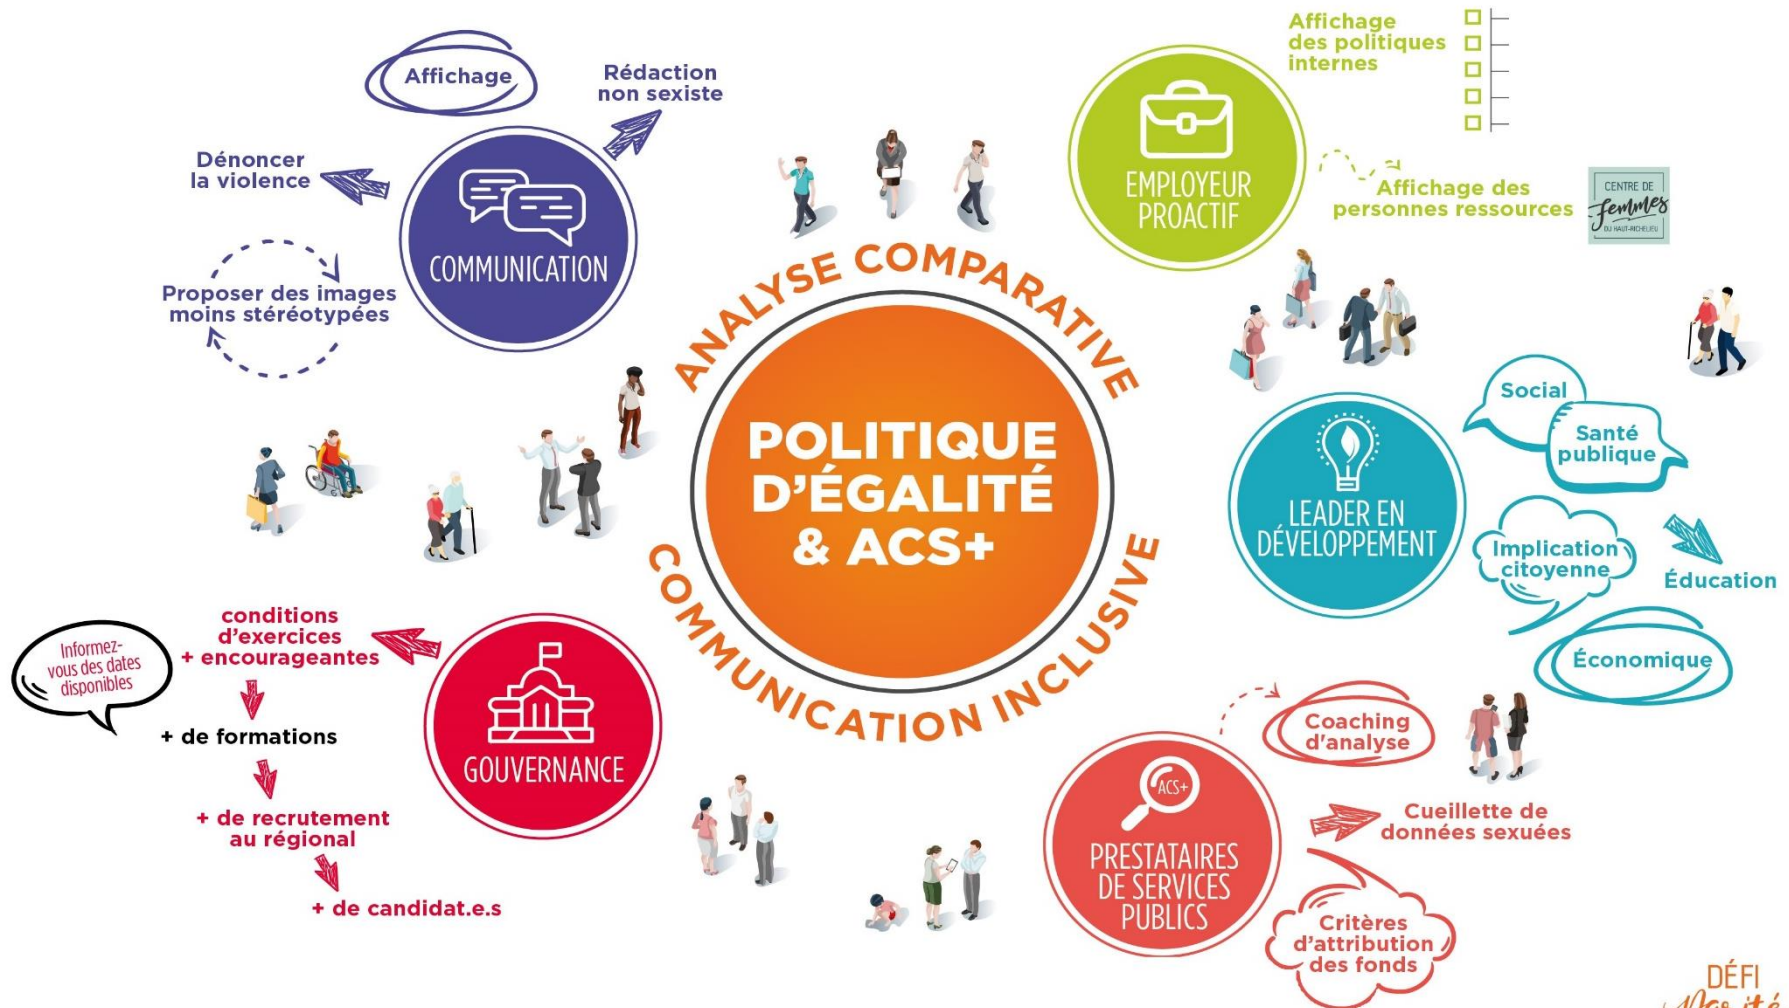 Affichage
Rédaction
non sexiste
Dénoncer
la violence
COMMUNICATION
Proposer des images
moins stéréotypées
Affichage
des politiques
internes
EMPLOYEUR
PROACTIF
Affichage des
personnes ressources
CENTRE DE
femmes
DU HAUT-RICHELIEU
ANALYSE COMPARATIVE
POLITIQUE
D'ÉGALITÉ
& ACS+
COMMUNICATION INCLUSIVE
Social
Santé
publique
LEADER EN
DÉVELOPPEMENT
Implication
citoyenne
Éducation
Économique
conditions
d'exercices
+ encourageantes
Informez-
vous des dates
disponibles
+ de formations
+ de recrutement
au régional
+ de candidat.e.s
GOUVERNANCE
Coaching
d'analyse
ACS+
PRESTATAIRES
DE SERVICES
PUBLICS
Cueillette de
données sexuées
Critères
d'attribution
des fonds
DÉFI
Parité